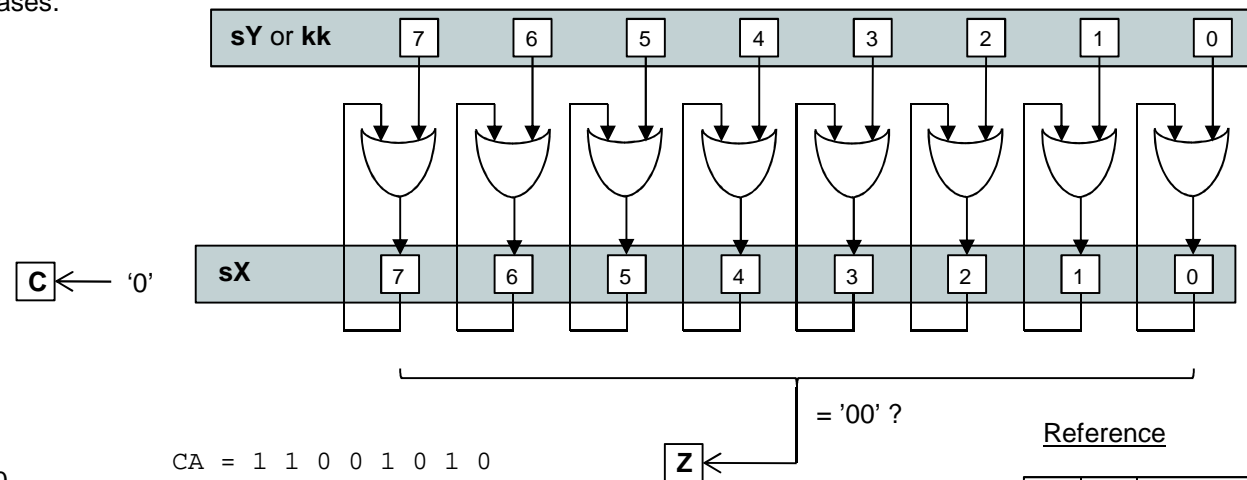 ases.
sY or kk 7 6 5 4 3 2 1 0
C '0' sX 7 6 5 4 3 2 1 0
= '00' ?
Reference
CA = 1 1 0 0 1 0 1 0
Z